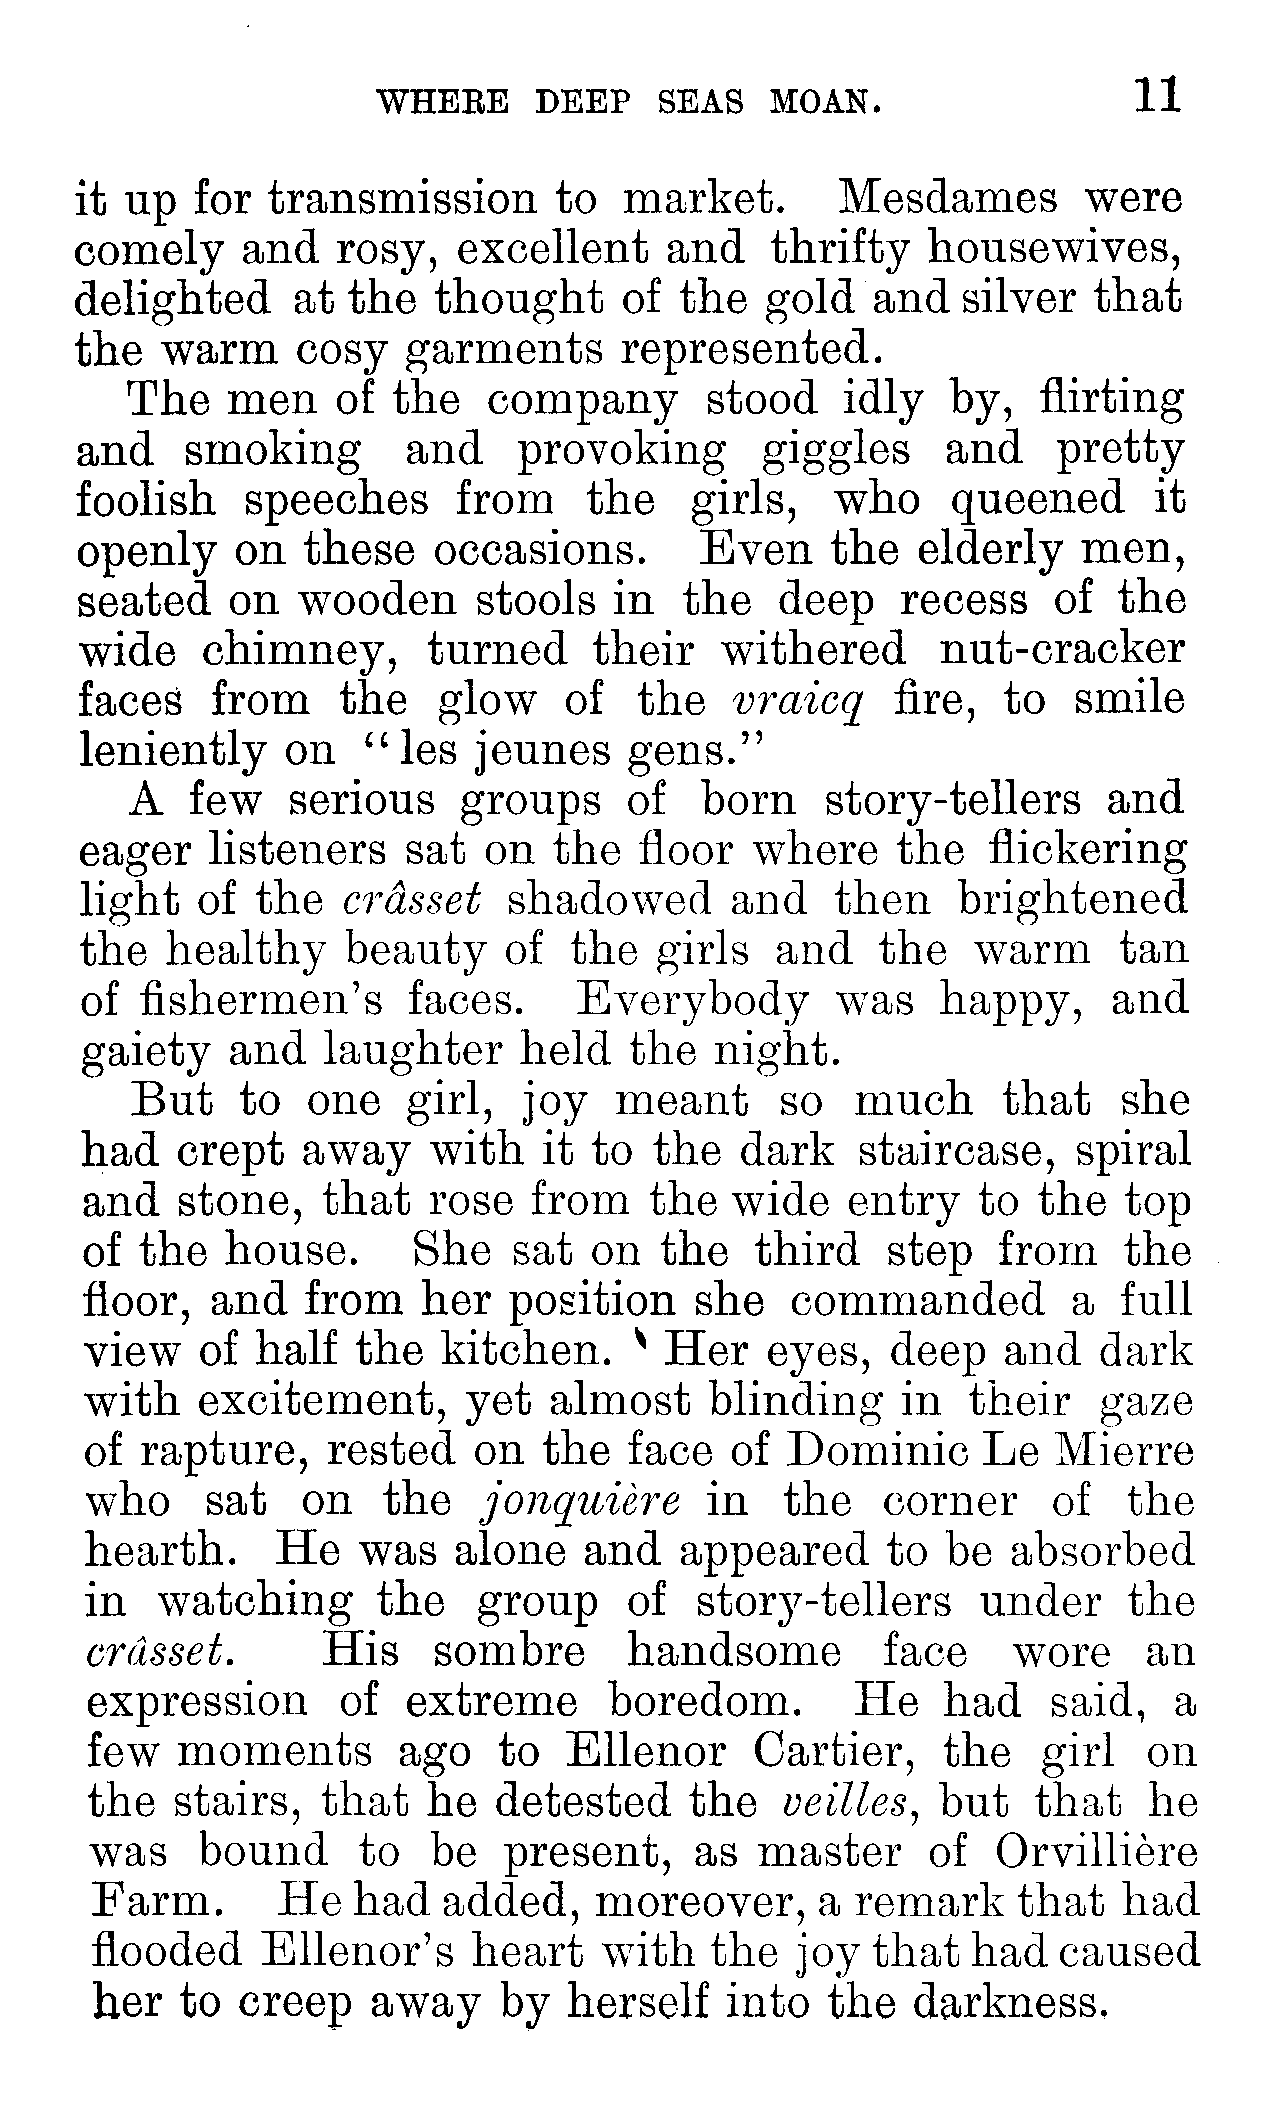 WHERE DEEP SEAS MOAN. 11
it up for transmission to market. Mesdames were
comely and rosy, excellent and thrifty housewives,
delighted at the thought of the gold and silver that
the warm cosy garments represented.
The men of the company stood idly by, flirting
and smoking and provoking giggles and pretty
foolish speeches from the girls, who queened it
openly on these occasions. Even the elderly men,
seated on wooden stools in the deep recess of the
wide chimney, turned their withered nut-cracker
faces from the glow of the vraicq fire, to smile
leniently on "les jeunes gens."
A few serious groups of born story-tellers and
eager listeners sat on the floor where the flickering
light of the crâsset shadowed and then brightened
the healthy beauty of the girls and the warm tan
of fishermen's faces. Everybody was happy, and
gaiety and laughter held the night.
But to one girl, joy meant so much that she
had crept away with it to the dark staircase, spiral
and stone, that rose from the wide entry to the top
of the house. She sat on the third step from the
floor, and from her position she commanded a full
view of half the kitchen. Her eyes, deep and dark
with excitement, yet almost blinding in their gaze
of rapture, rested on the face of Dominic Le Mierre
who sat on the jonquière in the corner of the
hearth. He was alone and appeared to be absorbed
in watching the group of story-tellers under the
crâsset. His sombre handsome face wore an
expression of extreme boredom. He had said, a
few moments ago to Ellenor Cartier, the girl on
the stairs, that he detested the veilles, but that he
was bound to be present, as master of Orvillière
Farm. He had added, moreover, a remark that had
flooded Ellenor's heart with the joy that had caused
her to creep away by herself into the darkness.